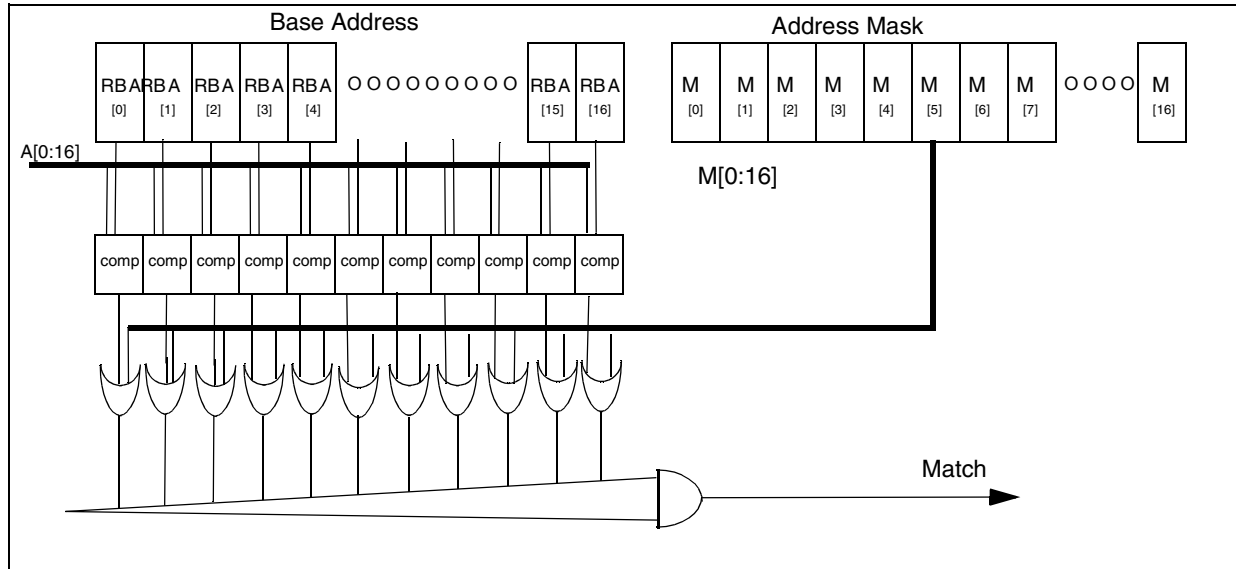 Base Address
Address Mask
RBA RBA RBA RBA RBA O O O O O O O O O RBA RBA
[0] [1] [2] [3] [4] [15] [16]
M M M M M M M M O O O O M
[0] [1] [2] [3] [4] [5] [6] [7] [16]
A[0:16]
M[0:16]
comp comp comp comp comp comp comp comp comp comp comp
Match